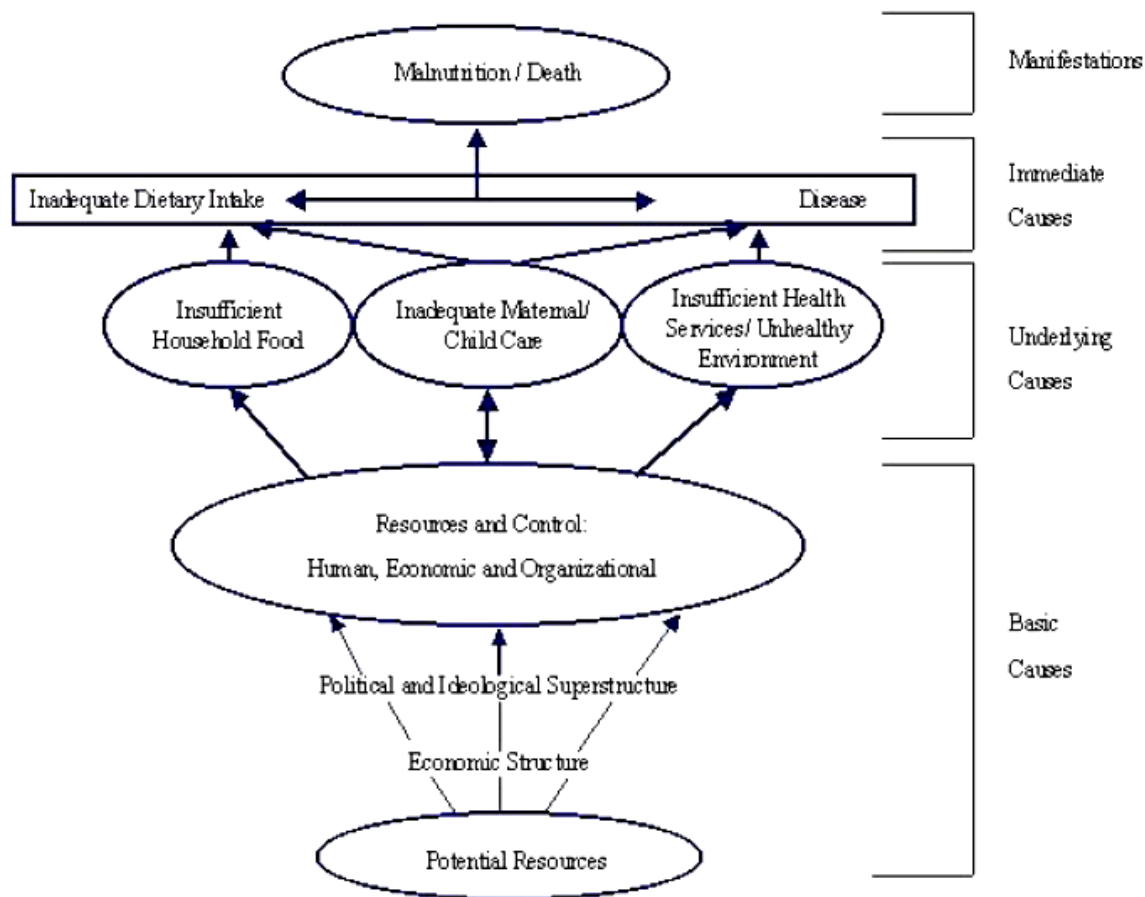 Malnutrition / Death
Manifestations
Inadequate Dietary Intake
Disease
Immediate
Causes
Insufficient
Household Food
Inadequate Maternal/
Child Care
Insufficient Health
Services/ Unhealthy
Environment
Underlying
Causes
Resources and Control:
Human, Economic and Organizational
Basic
Causes
Political and Ideological Superstructure
Economic Structure
Potential Resources